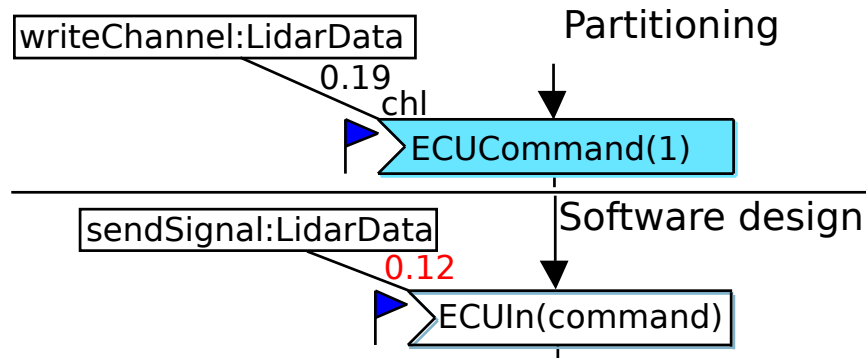 Partitioning
writeChannel:LidarData
0.19
chl
ECUCommand(1)
Software design
sendSignal:LidarData
0.12
ECUIn(command)